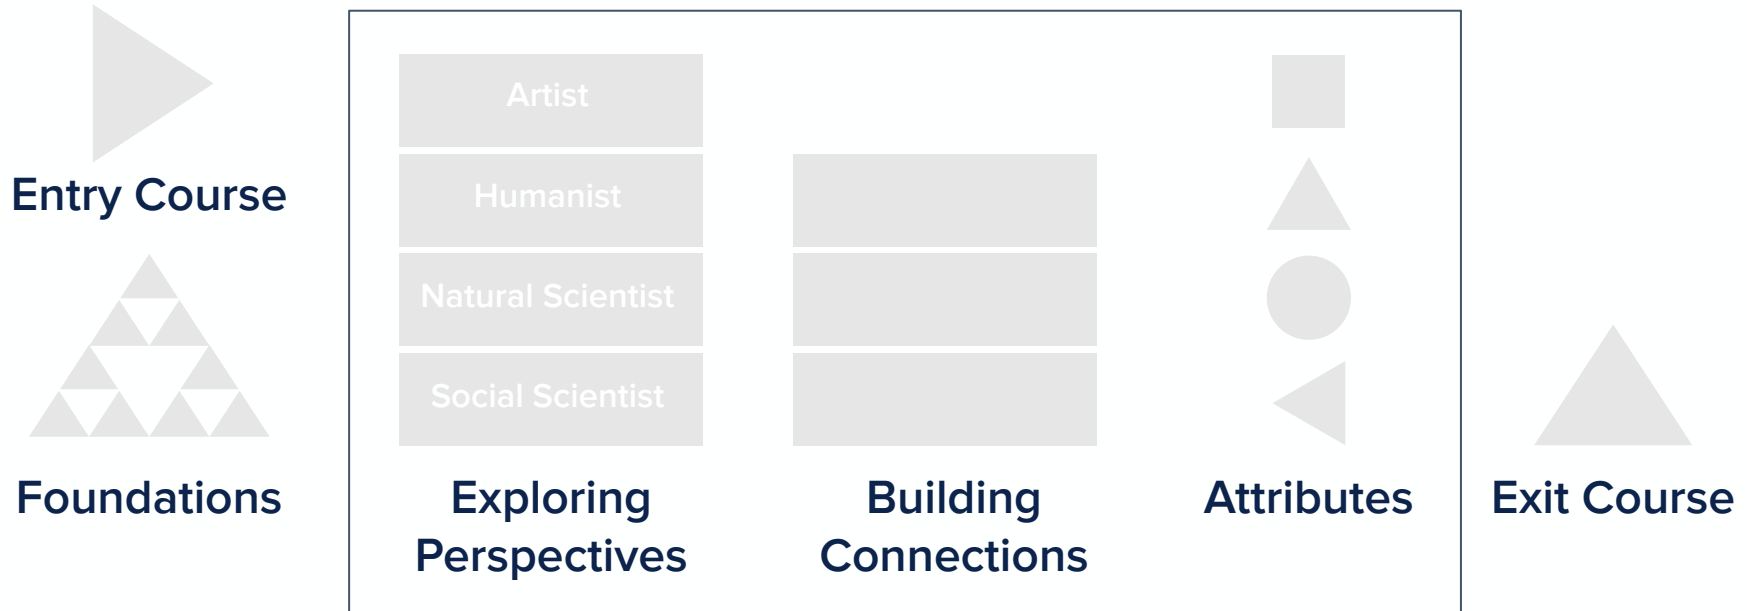 Entry Course
Foundations
Artist
Humanist
Natural Scientist
Social Scientist
Exploring
Perspectives
Building
Connections
Attributes
Exit Course